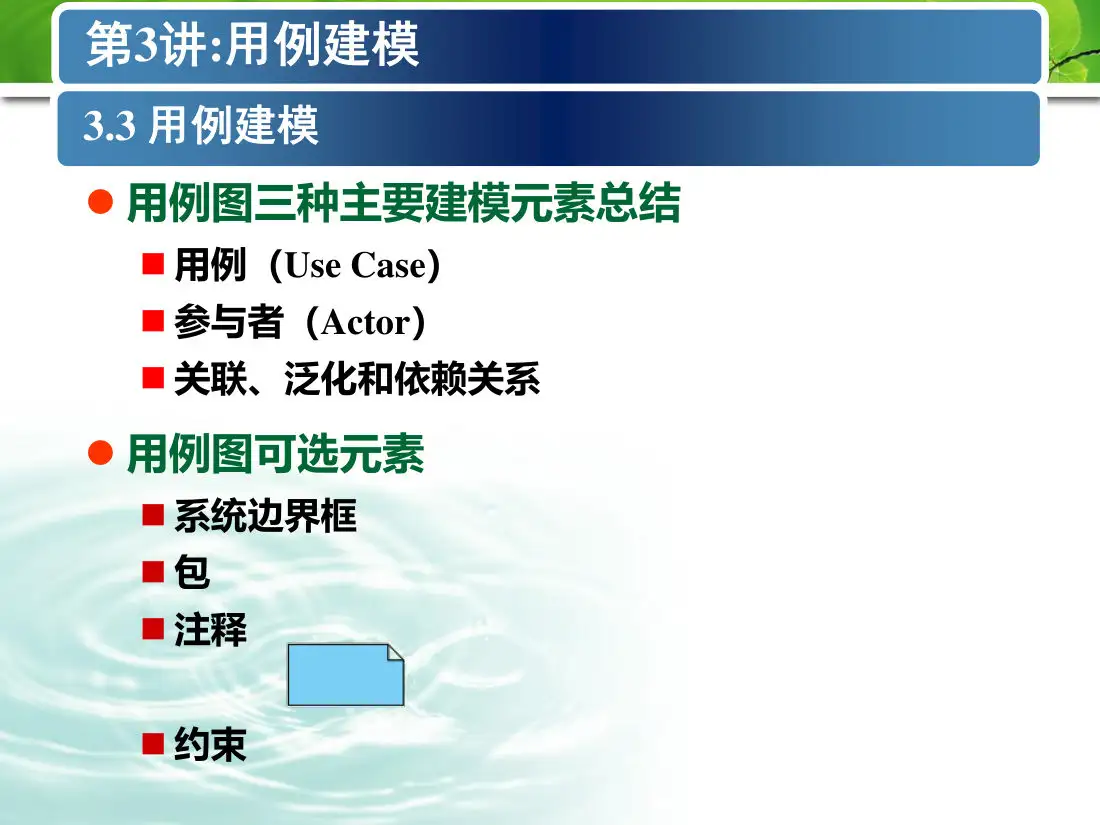 第3讲:用例建模
3.3 用例建模
用例图三种主要建模元素总结
用例（Use Case）
参与者（Actor）
关联、泛化和依赖关系
用例图可选元素
系统边界框
包
注释
约束